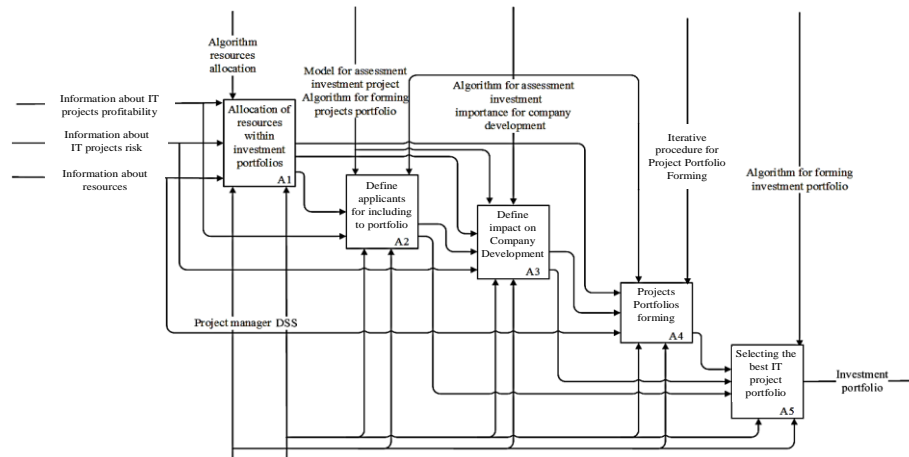 Algorithm
resources
allocation
Model for assessment
investment project
Algorithm for forming
projects portfolio
Algorithm for assessment
investment
importance for company
development
Iterative
procedure for
Project Portfolio
Forming
Algorithm for forming
investment portfolio
Information about IT
projects profitability
Information about
IT projects risk
Information about
resources
Allocation of
resources within
investment
portfolios
A1
Define
applicants
for including
to portfolio
A2
Define
impact on
Company
Development
A3
Projects
Portfolios
forming
A4
Selecting the
best IT
project
portfolio
A5
Project manager DSS
Investment
portfolio